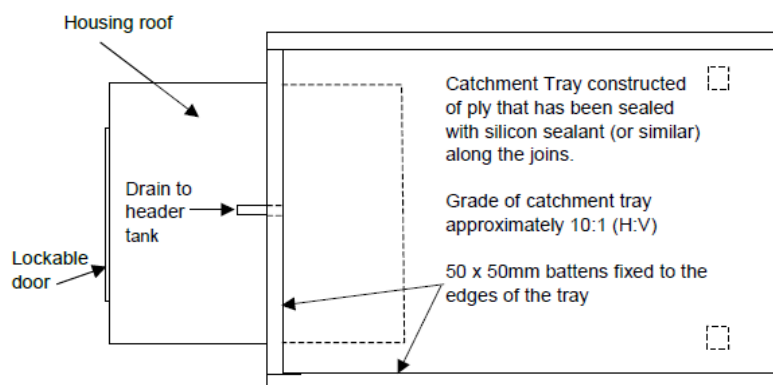 Housing roof
Catchment Tray constructed
of ply that has been sealed
with silicon sealant (or similar)
along the joins.
Drain to
header
tank
Grade of catchment tray
approximately 10:1 (H:V)
Lockable
door
50 x 50mm battens fixed to the
edges of the tray